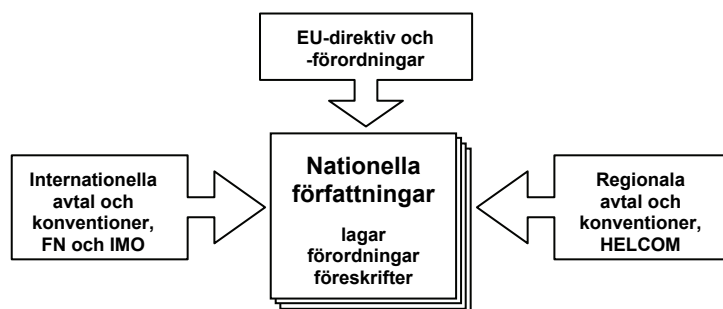 EU-direktiv och
-förordningar
Internationella
avtal och
konventioner,
FN och IMO
Nationella
författningar
lagar
förordningar
föreskrifter
Regionala
avtal och
konventioner,
HELCOM